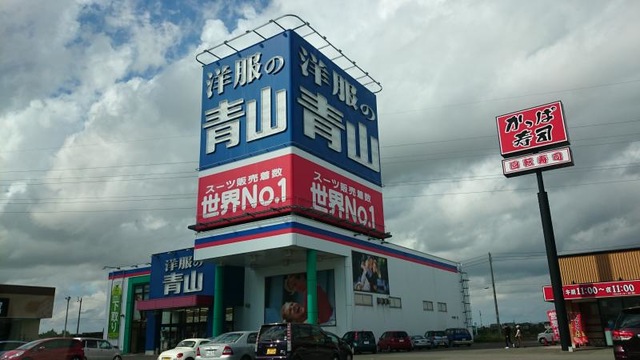 洋服の
青山
スーツ販売着数
世界No.1
洋服の
青山
スーツ販売着数
世界No.1
かっぱ
寿司
回転寿司
洋服の
青山
11:00〜
11:00